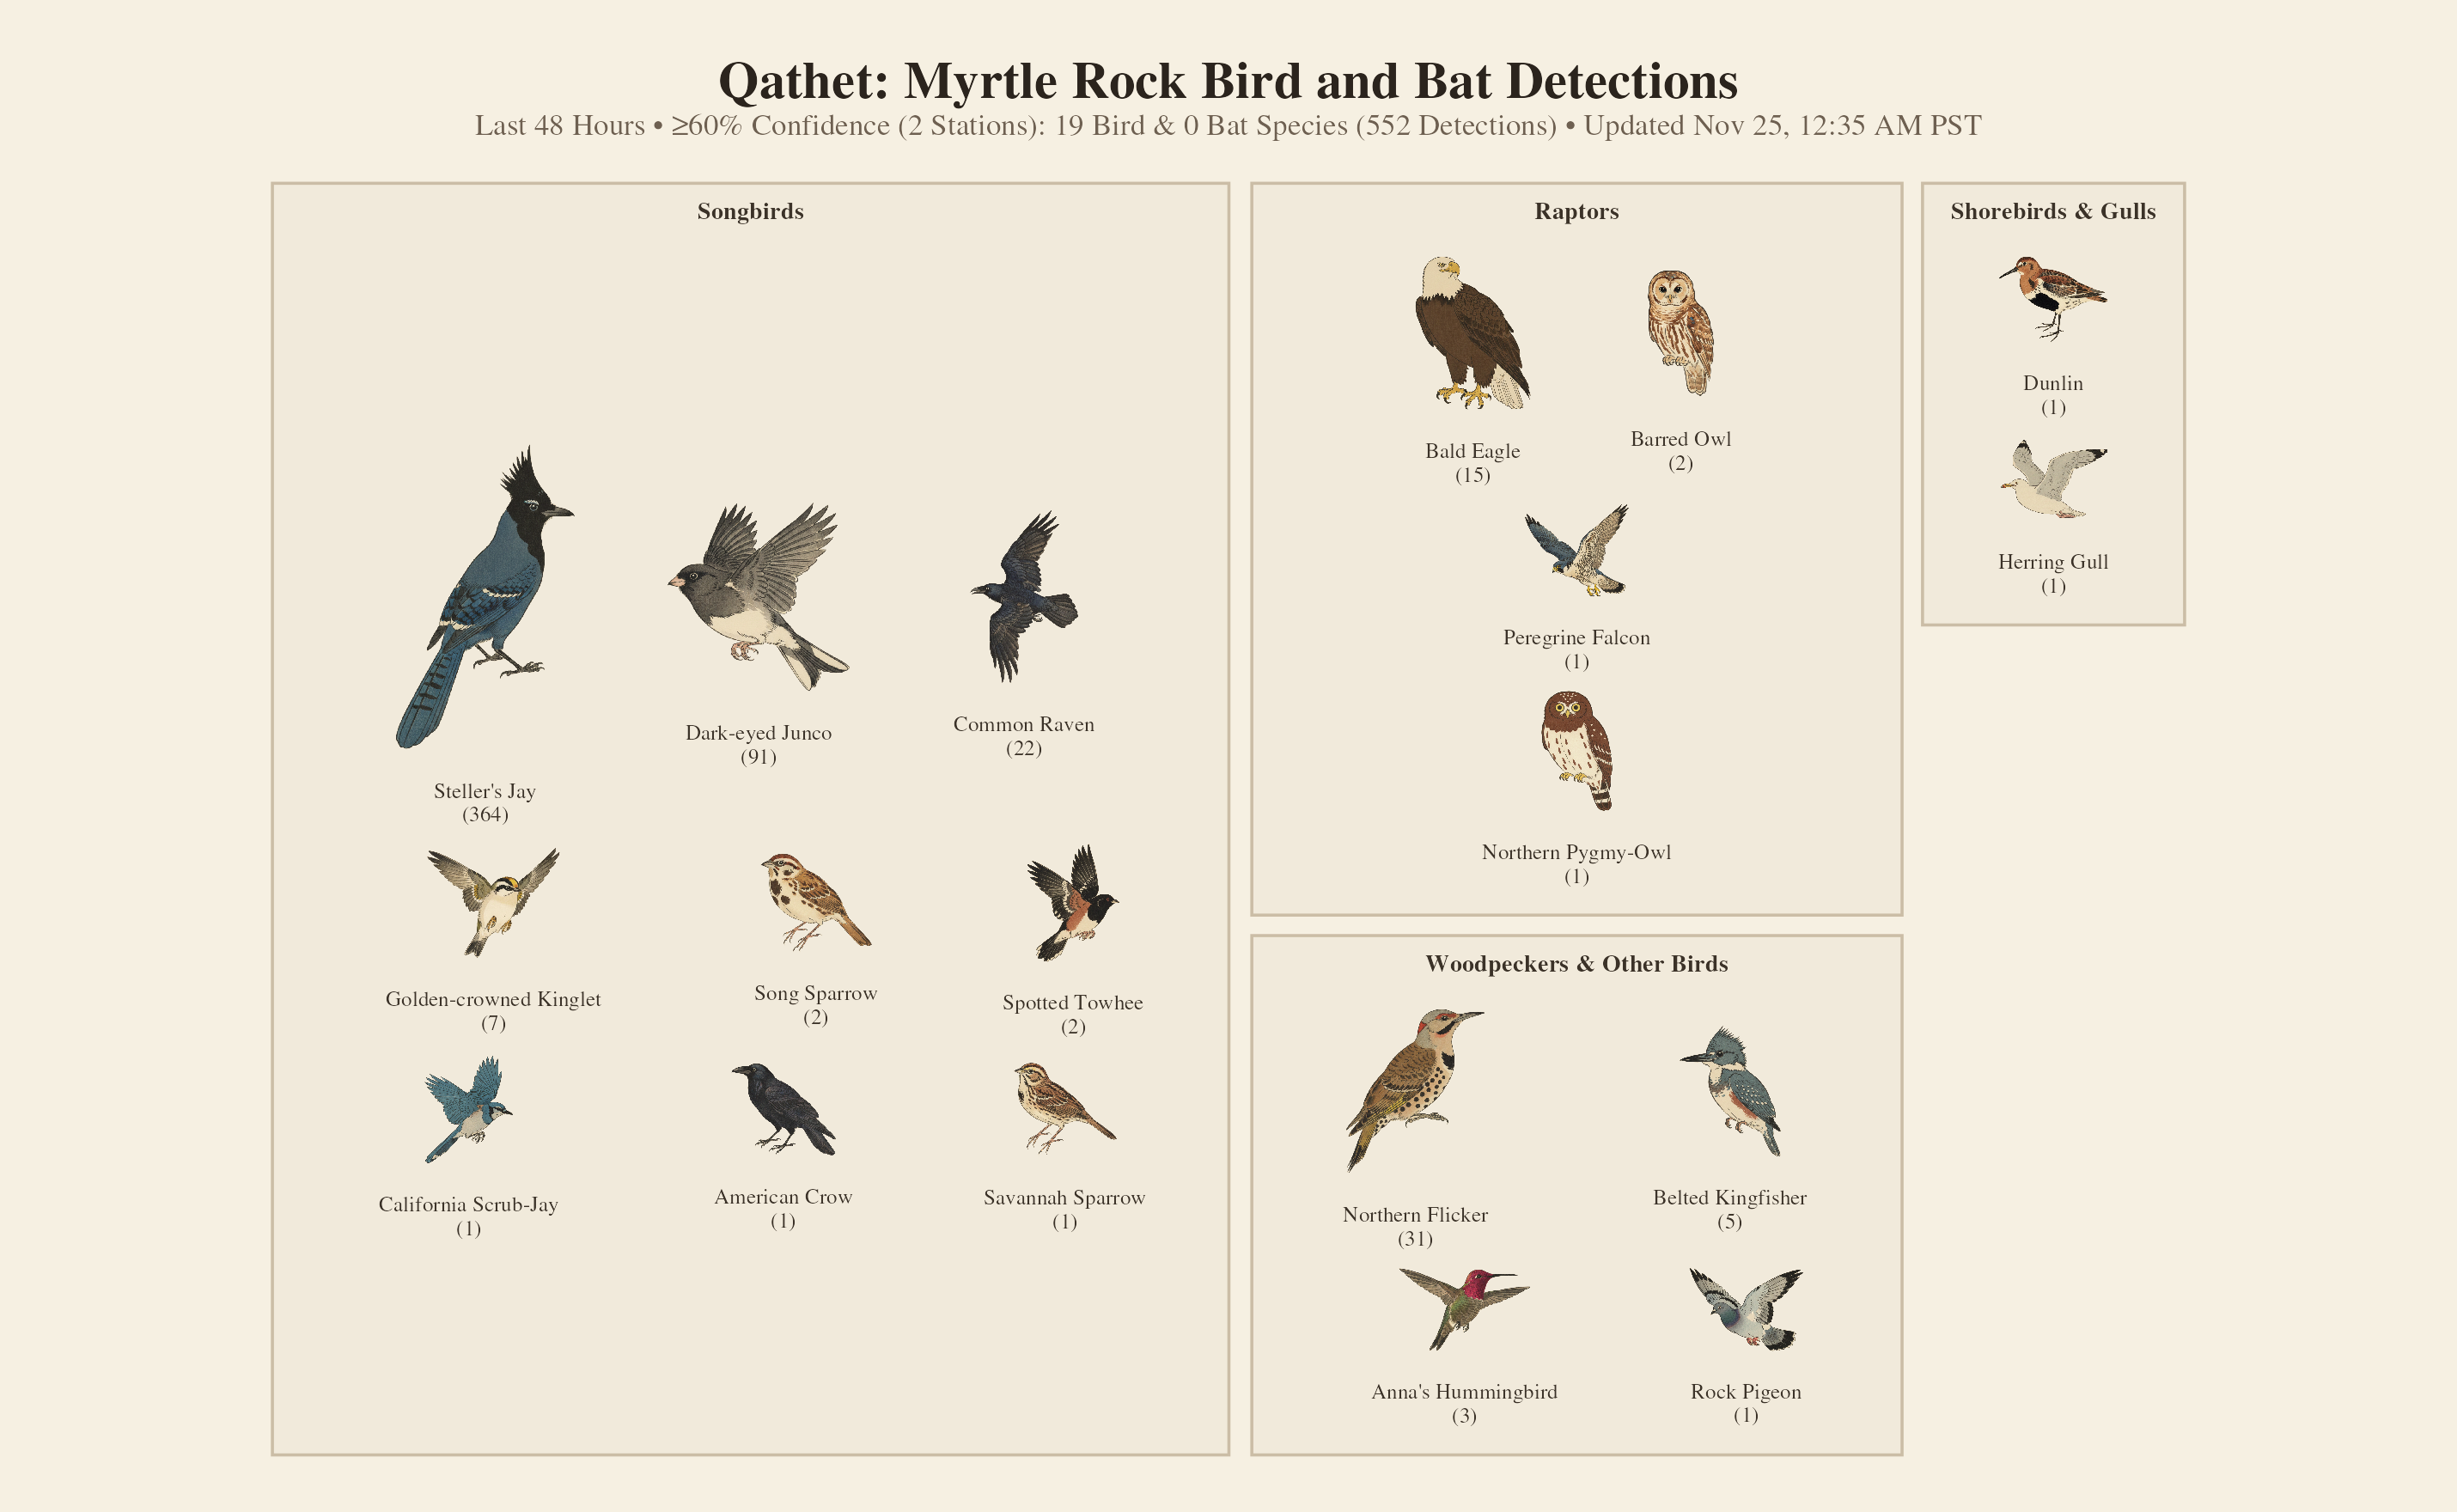 Qathet: Myrtle Rock Bird and Bat Detections
Last 48 Hours • ≥60% Confidence (2 Stations): 19 Bird & 0 Bat Species (552 Detections) • Updated Nov 25, 12:35 AM PST
Songbirds
Steller's Jay
(364)
Dark-eyed Junco
(91)
Common Raven
(22)
Golden-crowned Kinglet
(7)
Song Sparrow
(2)
Spotted Towhee
(2)
California Scrub-Jay
(1)
American Crow
(1)
Savannah Sparrow
(1)
Raptors
Bald Eagle
(15)
Barred Owl
(2)
Peregrine Falcon
(1)
Northern Pygmy-Owl
(1)
Woodpeckers & Other Birds
Northern Flicker
(31)
Belted Kingfisher
(5)
Anna's Hummingbird
(3)
Rock Pigeon
(1)
Shorebirds & Gulls
Dunlin
(1)
Herring Gull
(1)